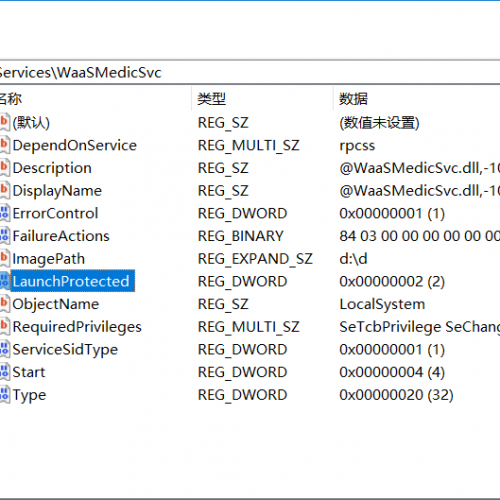 Services\WaaSMedicSvc
名称 类型 数据
(默认) REG_SZ (数值未设置)
DependOnService REG_MULTI_SZ rpcss
Description REG_SZ @WaaSMedicSvc.dll,-10
DisplayName REG_SZ @WaaSMedicSvc.dll,-10
ErrorControl REG_DWORD 0x00000001 (1)
FailureActions REG_BINARY 84 03 00 00 00 00 00 00
ImagePath REG_EXPAND_SZ d:\d
LaunchProtected REG_DWORD 0x00000002 (2)
ObjectName REG_SZ LocalSystem
RequiredPrivileges REG_MULTI_SZ SeTcbPrivilege SeChang
ServiceSidType REG_DWORD 0x00000001 (1)
Start REG_DWORD 0x00000004 (4)
Type REG_DWORD 0x00000020 (32)